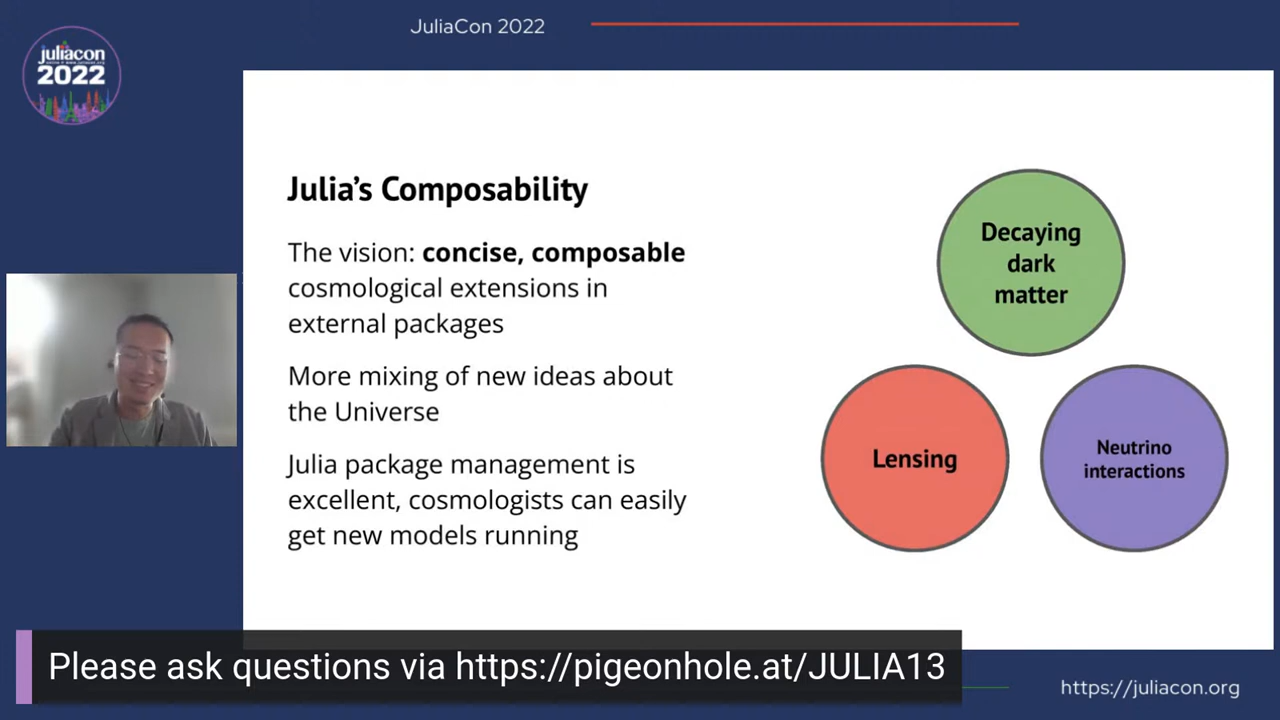 JuliaCon 2022
juliacon
2022
Julia's Composability
The vision: concise, composable
cosmological extensions in
external packages
More mixing of new ideas about
the Universe
Julia package management is
excellent, cosmologists can easily
get new models running
Decaying
dark
matter
Lensing
Neutrino
interactions
Please ask questions via https://pigeonhole.at/JULIA13
https://juliacon.org